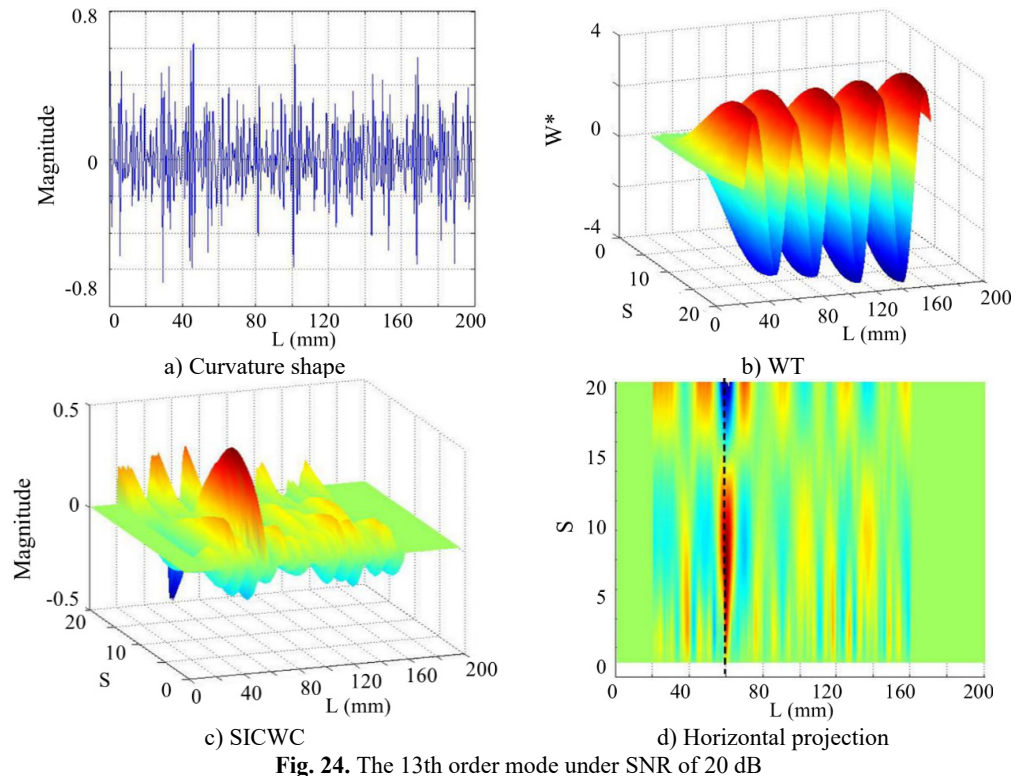 0.8
0
-0.8
Magnitude
0 40 80 120 160 200
L (mm)
a) Curvature shape
4
0
-4
W*
0
10
20
S
0 40 80 120 160 200
L (mm)
b) WT
0.5
0
-0.5
Magnitude
20
10
0
S
0 40 80 120 160 200
L (mm)
c) SICWC
20
15
10
5
0
S
0 40 80 120 160 200
L (mm)
d) Horizontal projection
Fig. 24. The 13th order mode under SNR of 20 dB